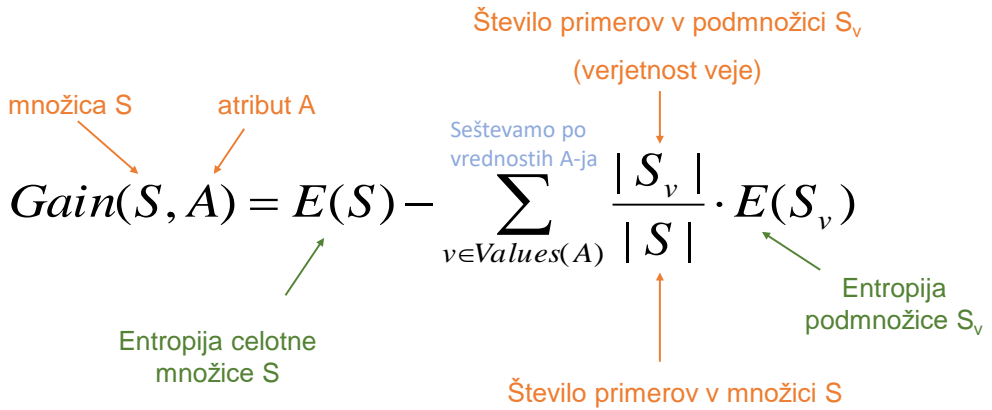 Število primerov v podmnožici Sᵥ
(verjetnost veje)
množica S
atribut A
Seštevamo po
vrednostih A-ja
Gain(S, A) = E(S) − ∑ v∈Values(A) | Sᵥ | / | S | · E(Sᵥ)
Entropija celotne
množice S
Entropija
podmnožice Sᵥ
Število primerov v množici S